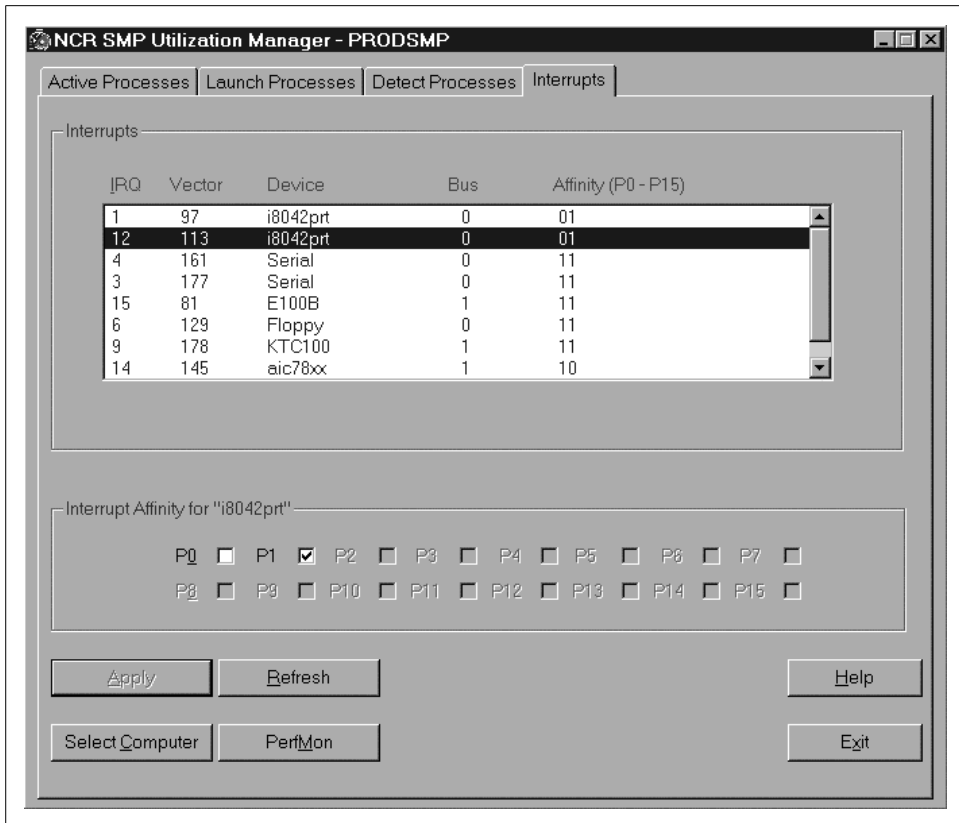 NCR SMP Utilization Manager - PRODSMP
Active Processes Launch Processes Detect Processes Interrupts
Interrupts
IRQ Vector Device Bus Affinity (P0 - P15)
1 97 i8042prt 0 01
12 113 i8042prt 0 01
4 161 Serial 0 11
3 177 Serial 0 11
15 81 E100B 1 11
6 129 Floppy 0 11
9 178 KTC100 1 11
14 145 aic78xx 1 10
Interrupt Affinity for "i8042prt"
P0 P1 P2 P3 P4 P5 P6 P7
P8 P9 P10 P11 P12 P13 P14 P15
Apply Refresh Help
Select Computer PerfMon Exit